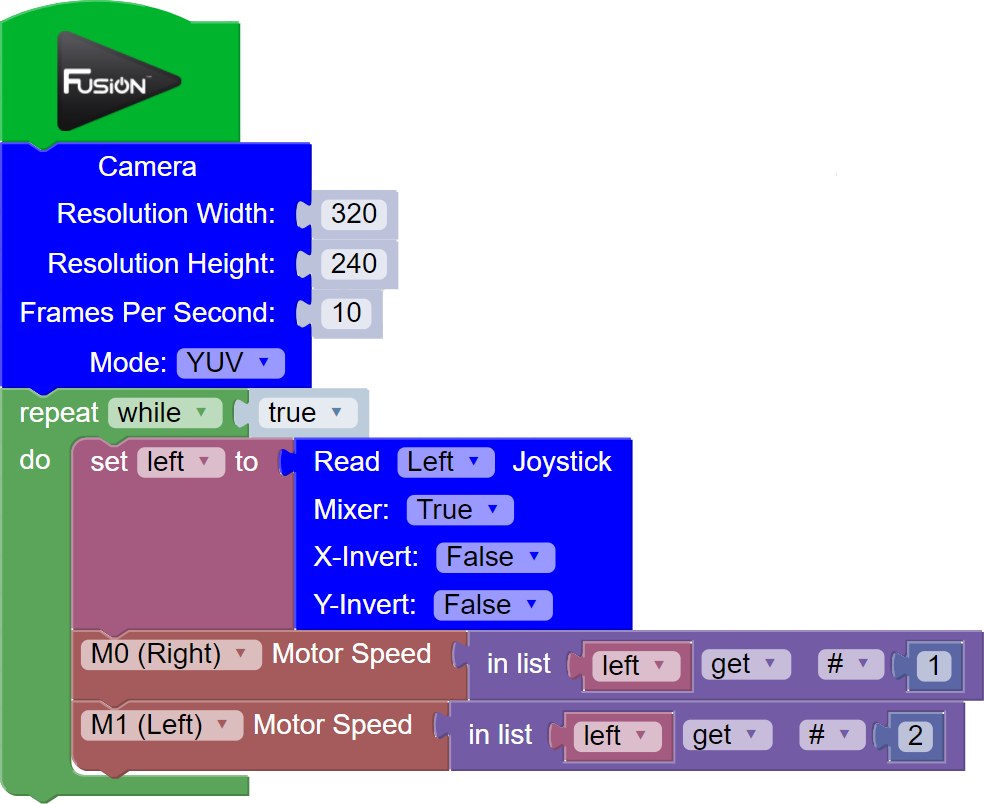 FUSION™
Camera
Resolution Width: 320
Resolution Height: 240
Frames Per Second: 10
Mode: YUV
repeat while true
do set left to Read Left Joystick
Mixer: True
X-Invert: False
Y-Invert: False
M0 (Right) Motor Speed in list left get # 1
M1 (Left) Motor Speed in list left get # 2